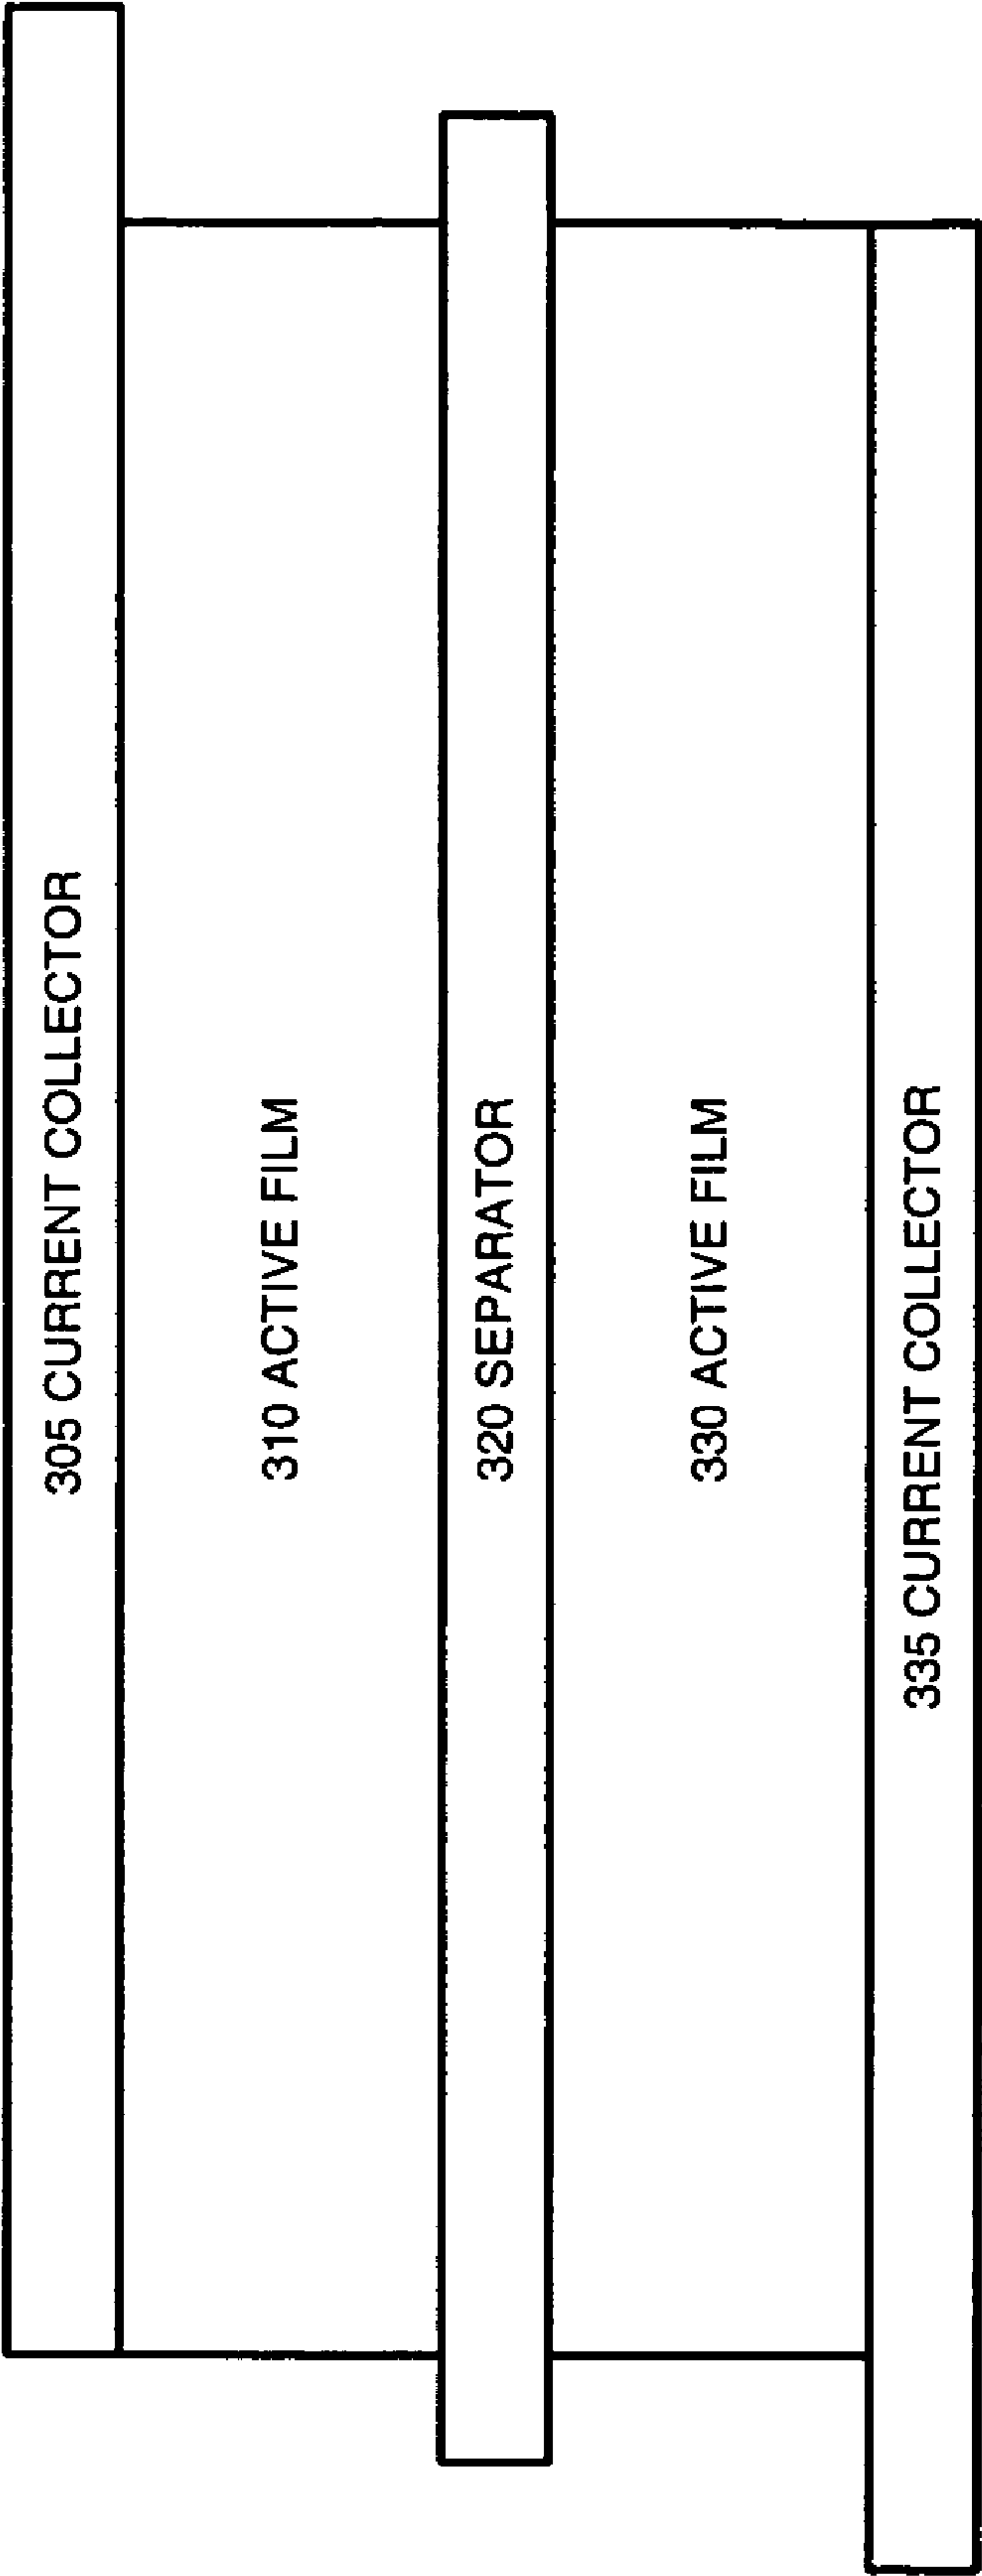 305 CURRENT COLLECTOR
310 ACTIVE FILM
320 SEPARATOR
330 ACTIVE FILM
335 CURRENT COLLECTOR